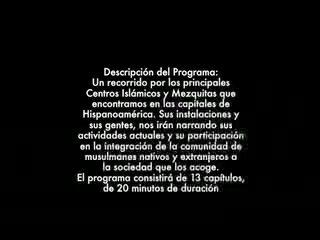 Descripción del Programa:
Un recorrido por los principales
Centros Islámicos y Mezquitas que
encontramos en las capitales de
Hispanoamérica. Sus instalaciones y
sus gentes, nos irán narrando sus
actividades actuales y su participación
en la integración de la comunidad de
musulmanes nativos y extranjeros a
la sociedad que los acoge.
El programa consistirá de 13 capítulos,
de 20 minutos de duración